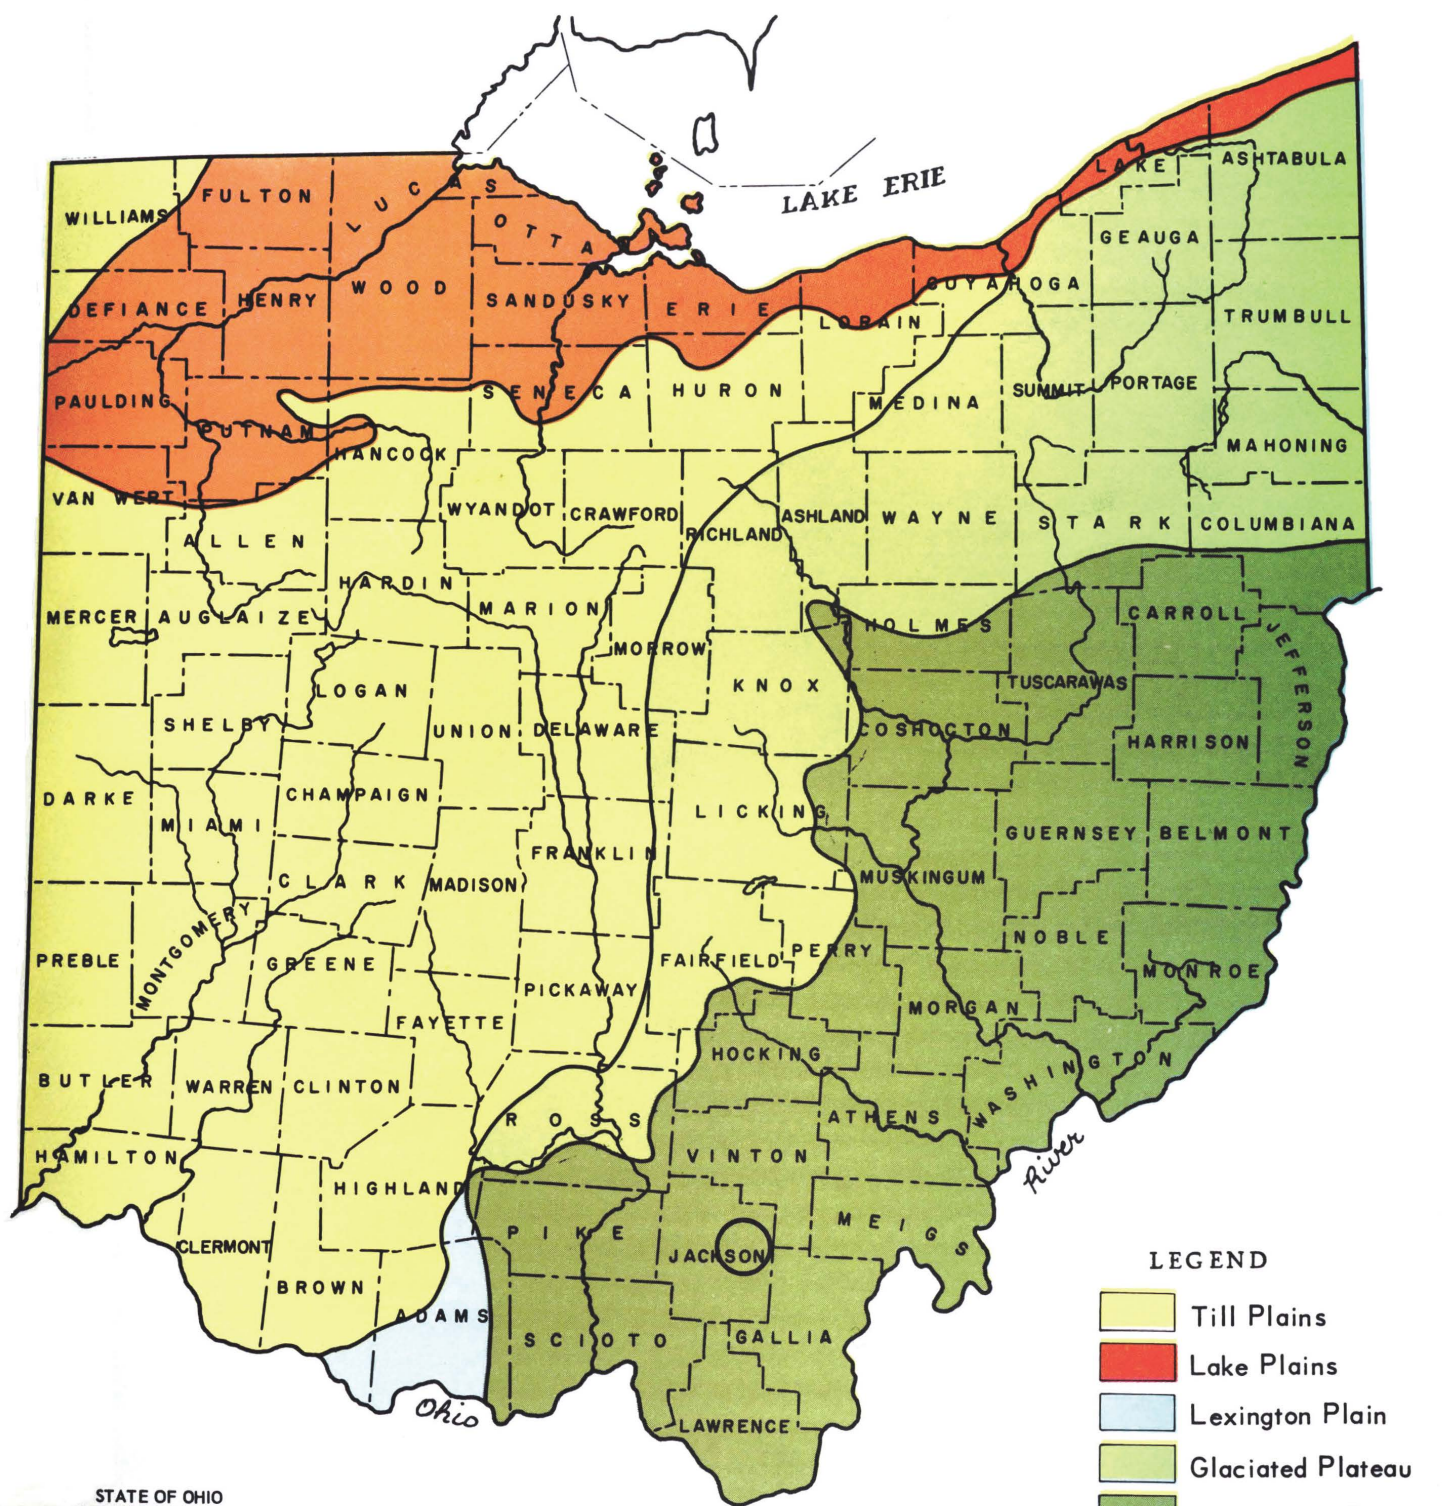 LAKE ERIE
WILLIAMS
FULTON
LUCAS
OTTA
LAKE
ASHTABULA
GEAUGA
DEFIANCE
HENRY
WOOD
SANDUSKY
ERIE
LORAIN
CUYAHOGA
TRUMBULL
PAULDING
PUTNAM
HANCOCK
SENECA
HURON
MEDINA
SUMMIT
PORTAGE
MAHONING
VAN WERT
ALLEN
WYANDOT
CRAWFORD
RICHLAND
ASHLAND
WAYNE
STARK
COLUMBIANA
MERCER
AUGLAIZE
HARDIN
MARION
MORROW
HOLMES
CARROLL
JEFFERSON
LOGAN
KNOX
TUSCARAWAS
SHELBY
UNION
DELAWARE
COSHOCTON
HARRISON
DARKE
MIAMI
CHAMPAIGN
LICKING
GUERNSEY
BELMONT
CLARK
MADISON
FRANKLIN
MUSKINGUM
PREBLE
MONTGOMERY
GREENE
PICKAWAY
FAIRFIELD
PERRY
NOBLE
MONROE
FAYETTE
MORGAN
BUTLER
WARREN
CLINTON
ROSS
HOCKING
ATHENS
WASHINGTON
HAMILTON
HIGHLAND
VINTON
River
CLERMONT
BROWN
PIKE
JACKSON
MEIGS
ADAMS
SCIOTO
GALLIA
LAWRENCE
Ohio
LEGEND
Till Plains
Lake Plains
Lexington Plain
Glaciated Plateau
STATE OF OHIO